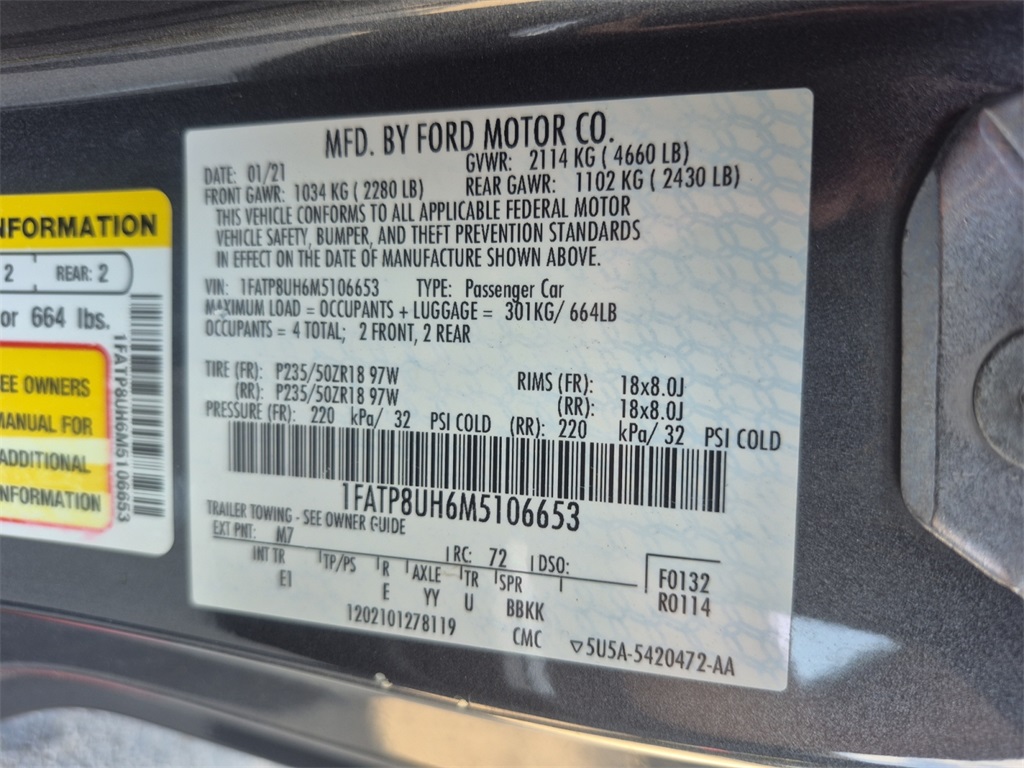 MFD. BY FORD MOTOR CO.
DATE: 01/21
GVWR: 2114 KG ( 4660 LB)
FRONT GAWR: 1034 KG ( 2280 LB)
REAR GAWR: 1102 KG ( 2430 LB)
THIS VEHICLE CONFORMS TO ALL APPLICABLE FEDERAL MOTOR
VEHICLE SAFETY, BUMPER, AND THEFT PREVENTION STANDARDS
IN EFFECT ON THE DATE OF MANUFACTURE SHOWN ABOVE.
VIN: 1FATP8UH6M5106653 TYPE: Passenger Car
MAXIMUM LOAD = OCCUPANTS + LUGGAGE = 301KG/ 664LB
OCCUPANTS = 4 TOTAL; 2 FRONT, 2 REAR
TIRE (FR): P235/50ZR18 97W RIMS (FR): 18x8.0J
(RR): P235/50ZR18 97W (RR): 18x8.0J
PRESSURE (FR): 220 kPa/ 32 PSI COLD (RR): 220 kPa/ 32 PSI COLD
1FATP8UH6M5106653
TRAILER TOWING - SEE OWNER GUIDE
EXT PNT: M7 RC: 72 DSO:
INT TR TP/PS R AXLE TR SPR
E1 E YY U BBKK
F0132
R0114
1202101278119 CMC
▽5U5A-5420472-AA
NFORMATION
2 REAR: 2
or 664 lbs.
EE OWNERS
MANUAL FOR
ADDITIONAL
NFORMATION
1FATP8UH6M5106653